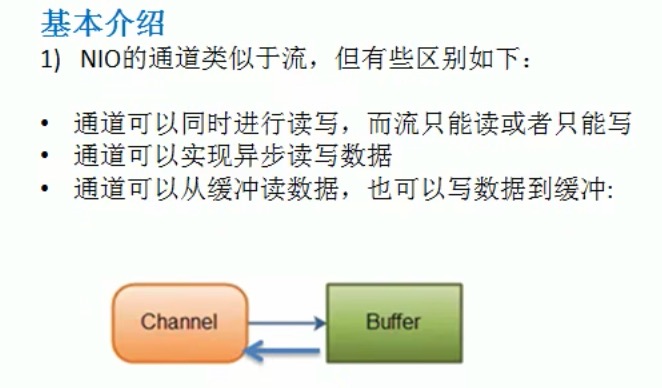 基本介绍
1) NIO的通道类似于流，但有些区别如下：
• 通道可以同时进行读写，而流只能读或者只能写
• 通道可以实现异步读写数据
• 通道可以从缓冲读数据，也可以写数据到缓冲:
Channel
Buffer